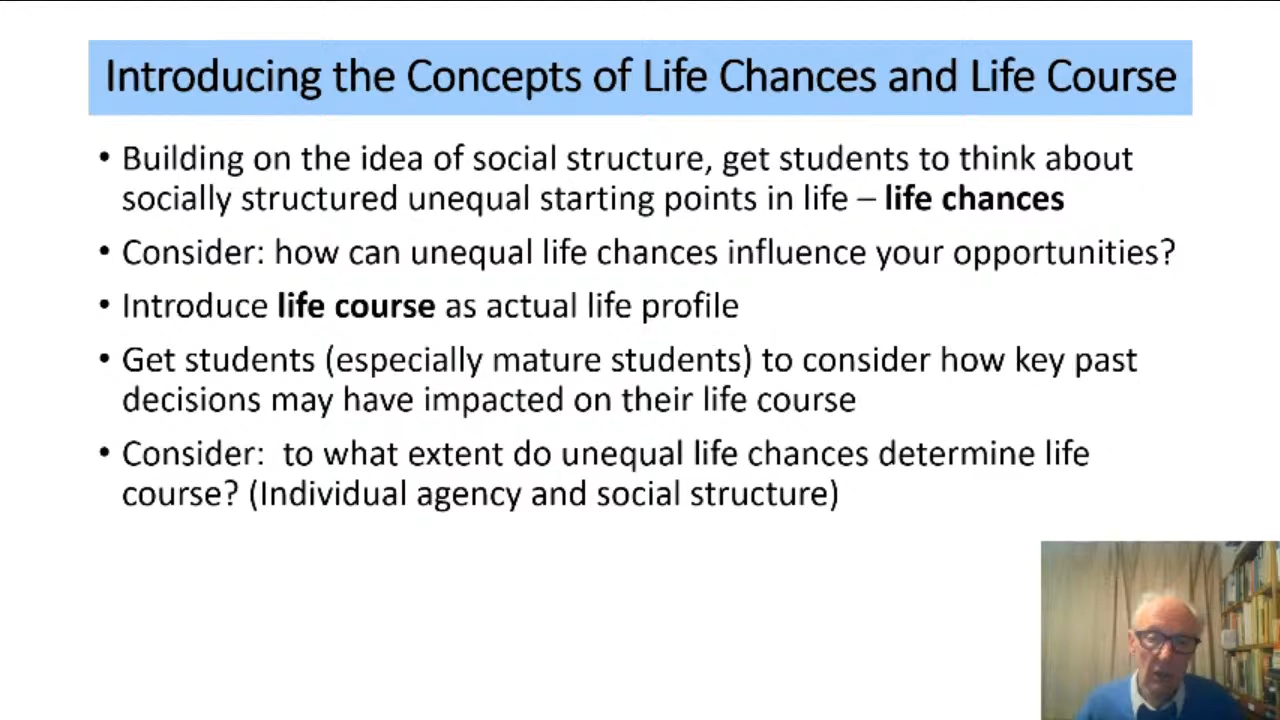 Introducing the Concepts of Life Chances and Life Course
• Building on the idea of social structure, get students to think about
socially structured unequal starting points in life – life chances
• Consider: how can unequal life chances influence your opportunities?
• Introduce life course as actual life profile
• Get students (especially mature students) to consider how key past
decisions may have impacted on their life course
• Consider:  to what extent do unequal life chances determine life
course? (Individual agency and social structure)